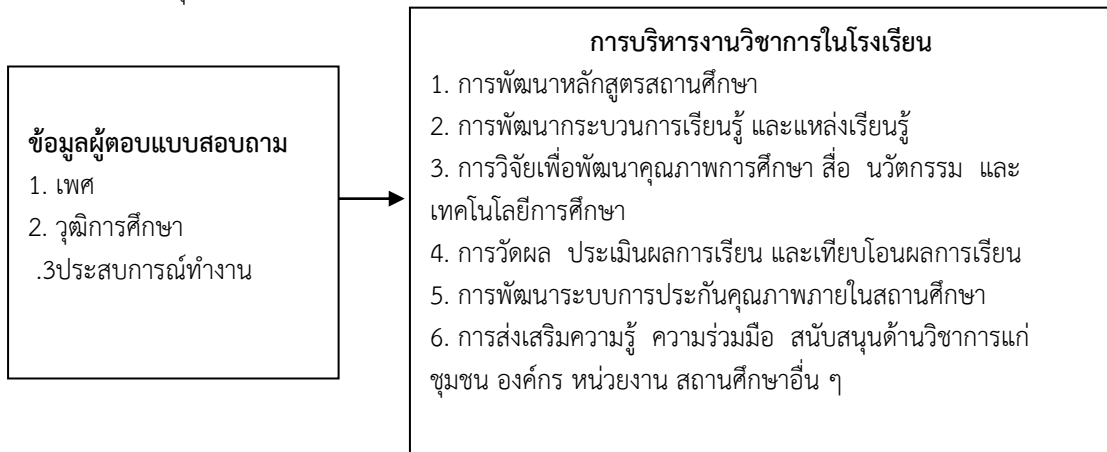 ข้อมูลผู้ตอบแบบสอบถาม
1. เพศ
2. วุฒิการศึกษา
.3ประสบการณ์ทำงาน
การบริหารงานวิชาการในโรงเรียน
1. การพัฒนาหลักสูตรสถานศึกษา
2. การพัฒนากระบวนการเรียนรู้ และแหล่งเรียนรู้
3. การวิจัยเพื่อพัฒนาคุณภาพการศึกษา สื่อ นวัตกรรม และ
เทคโนโลยีการศึกษา
4. การวัดผล ประเมินผลการเรียน และเทียบโอนผลการเรียน
5. การพัฒนาระบบการประกันคุณภาพภายในสถานศึกษา
6. การส่งเสริมความรู้ ความร่วมมือ สนับสนุนด้านวิชาการแก่
ชุมชน องค์กร หน่วยงาน สถานศึกษาอื่น ๆ